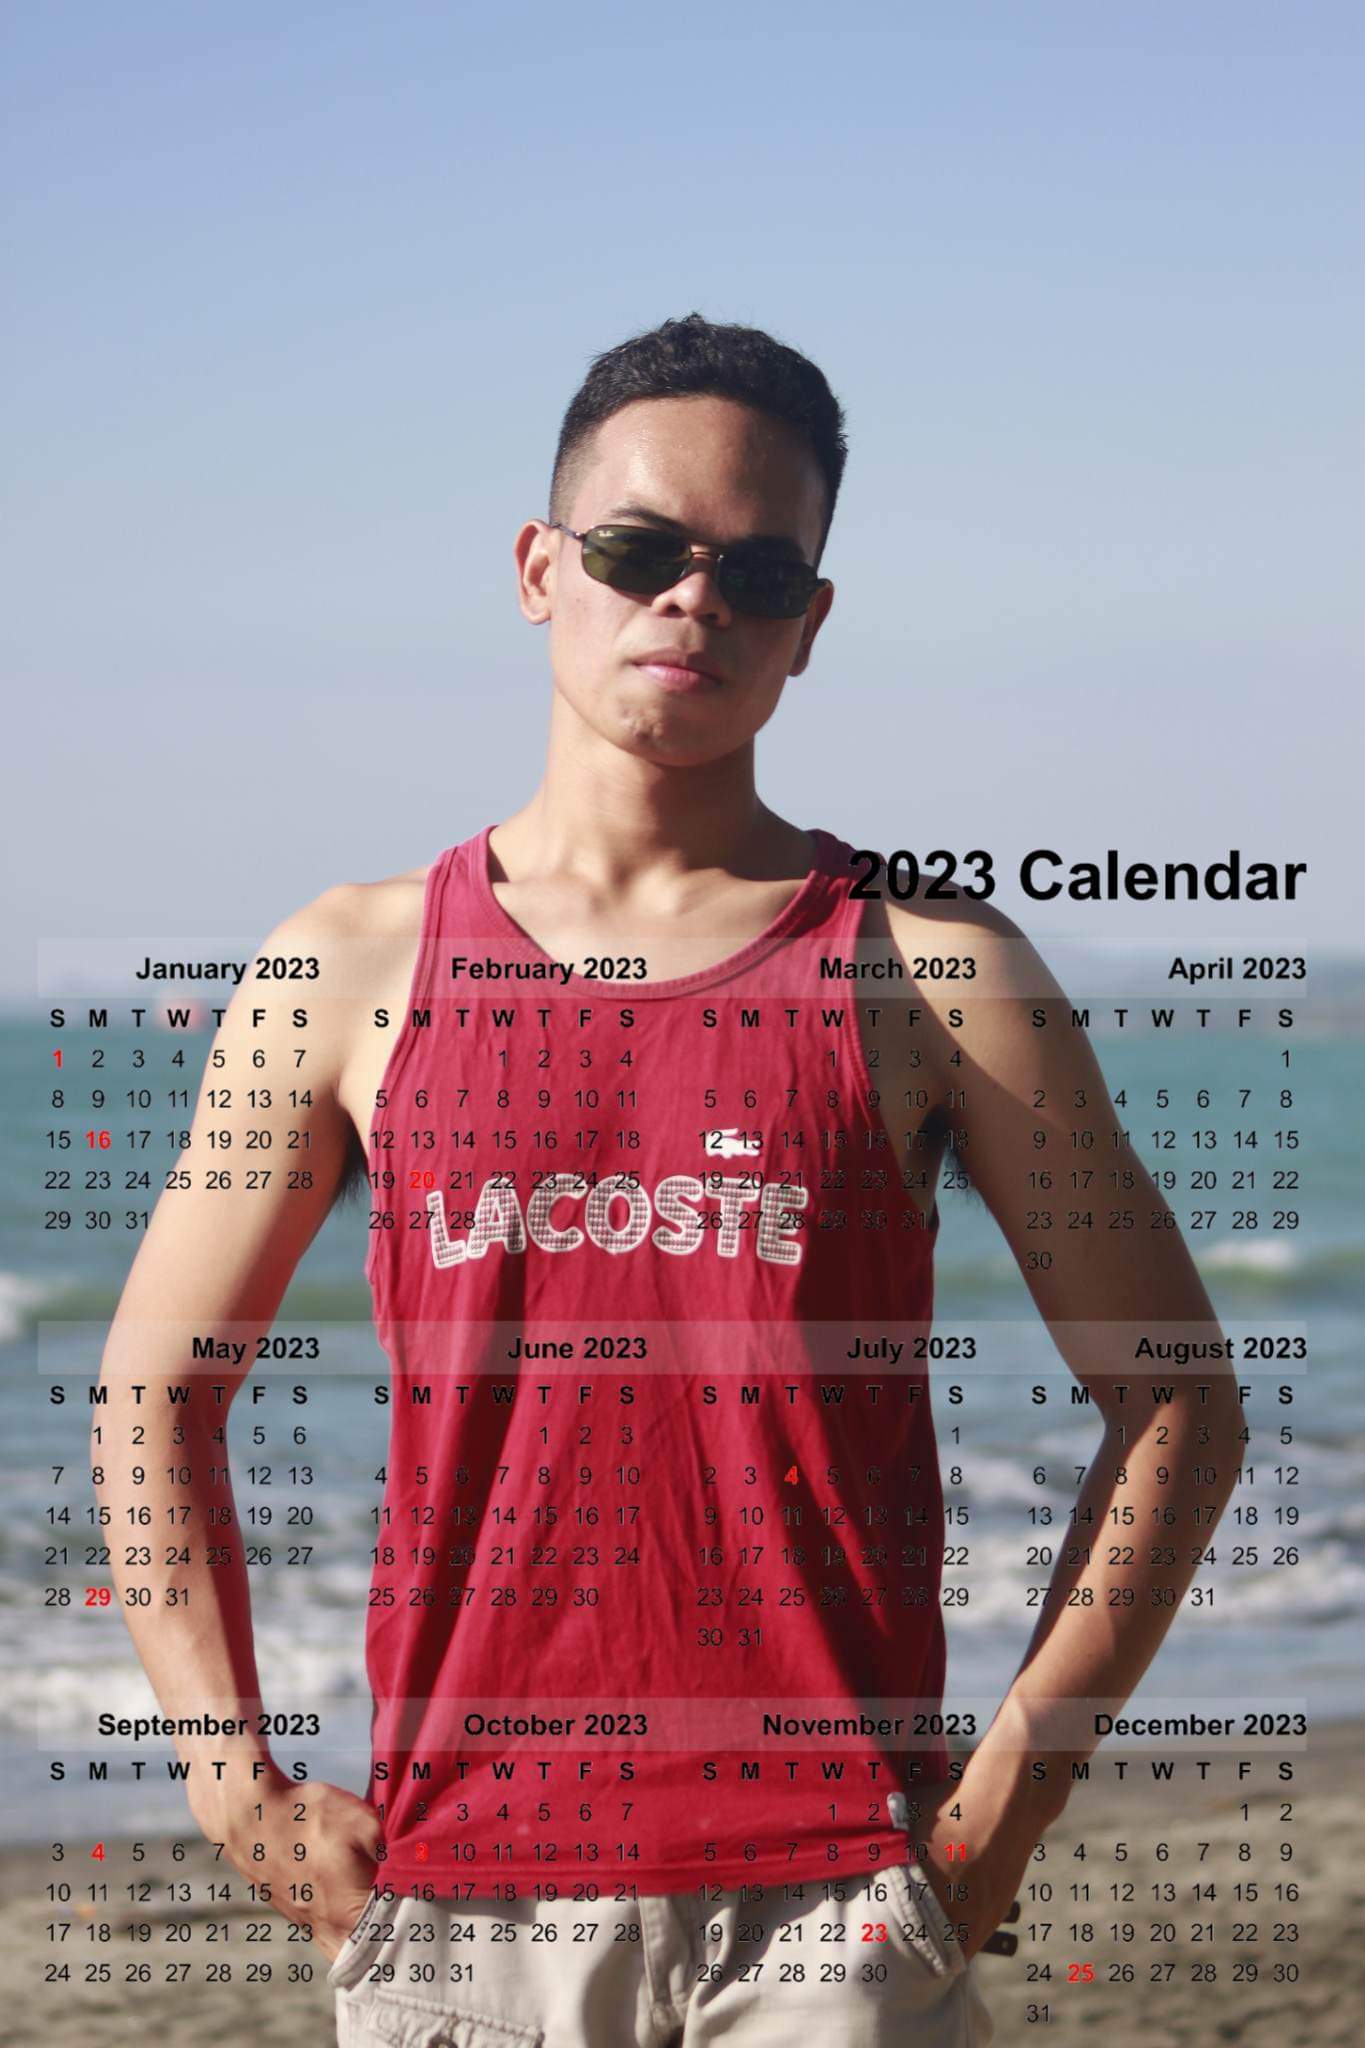 2023 Calendar
January 2023
S M T W T F S
1 2 3 4 5 6 7
8 9 10 11 12 13 14
15 16 17 18 19 20 21
22 23 24 25 26 27 28
29 30 31
February 2023
S M T W T F S
1 2 3 4
5 6 7 8 9 10 11
12 13 14 15 16 17 18
19 20 21 22 23 24 25
26 27 28
March 2023
S M T W T F S
1 2 3 4
5 6 7 8 9 10 11
12 13 14 15 16 17 18
19 20 21 22 23 24 25
26 27 28 29 30 31
April 2023
S M T W T F S
1
2 3 4 5 6 7 8
9 10 11 12 13 14 15
16 17 18 19 20 21 22
23 24 25 26 27 28 29
30
LACOSTE
May 2023
S M T W T F S
1 2 3 4 5 6
7 8 9 10 11 12 13
14 15 16 17 18 19 20
21 22 23 24 25 26 27
28 29 30 31
June 2023
S M T W T F S
1 2 3
4 5 6 7 8 9 10
11 12 13 14 15 16 17
18 19 20 21 22 23 24
25 26 27 28 29 30
July 2023
S M T W T F S
1
2 3 4 5 6 7 8
9 10 11 12 13 14 15
16 17 18 19 20 21 22
23 24 25 26 27 28 29
30 31
August 2023
S M T W T F S
1 2 3 4 5
6 7 8 9 10 11 12
13 14 15 16 17 18 19
20 21 22 23 24 25 26
27 28 29 30 31
September 2023
S M T W T F S
1 2
3 4 5 6 7 8 9
10 11 12 13 14 15 16
17 18 19 20 21 22 23
24 25 26 27 28 29 30
October 2023
S M T W T F S
1 2 3 4 5 6 7
8 9 10 11 12 13 14
15 16 17 18 19 20 21
22 23 24 25 26 27 28
29 30 31
November 2023
S M T W T F S
1 2 3 4
5 6 7 8 9 10 11
12 13 14 15 16 17 18
19 20 21 22 23 24 25
26 27 28 29 30
December 2023
S M T W T F S
1 2
3 4 5 6 7 8 9
10 11 12 13 14 15 16
17 18 19 20 21 22 23
24 25 26 27 28 29 30
31